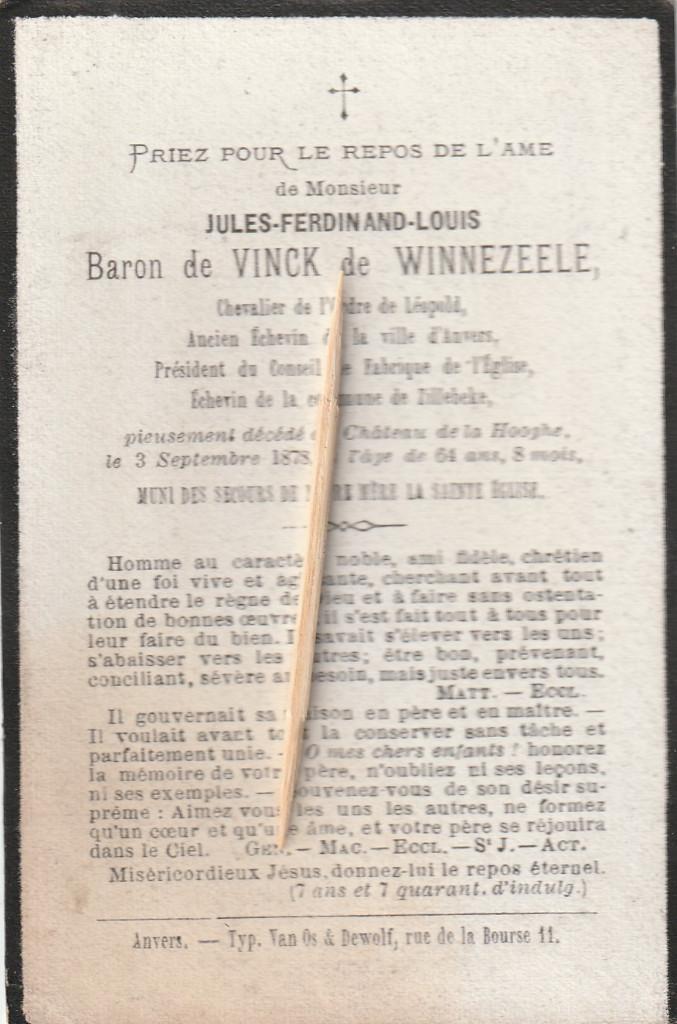 PRIEZ POUR LE REPOS DE L'AME
de Monsieur
JULES-FERDINAND-LOUIS
Baron de VINCK de WINNEZEELE,
Chevalier de l'Ordre de Léopold,
Ancien Échevin de la ville d'Anvers,
Président du Conseil de Fabrique de l'Église,
Échevin de la commune de Zillebeke,
pieusement décédé au Château de la Hooghe,
le 3 Septembre 1878, à l'âge de 64 ans, 8 mois,
MUNI DES SECOURS DE NOTRE MÈRE LA SAINTE ÉGLISE.
Homme au caractère noble, ami fidèle, chrétien
d'une foi vive et agissante, cherchant avant tout
à étendre le règne de Dieu et à faire sans ostenta-
tion de bonnes œuvres, il s'est fait tout à tous pour
leur faire du bien. Il savait s'élever vers les uns;
s'abaisser vers les autres; être bon, prévenant,
conciliant, sévère au besoin, mais juste envers tous.
MATT. — ECCL.
Il gouvernait sa maison en père et en maître. —
Il voulait avant tout la conserver sans tâche et
parfaitement unie. — O mes chers enfants! honorez
la mémoire de votre père, n'oubliez ni ses leçons,
ni ses exemples. — Souvenez-vous de son désir su-
prême : Aimez vous les uns les autres, ne formez
qu'un cœur et qu'une âme, et votre père se réjouira
dans le Ciel. GEN. — MAC. — ECCL. — St J. — ACT.
Miséricordieux Jésus, donnez-lui le repos éternel.
(7 ans et 7 quarant. d'indulg.)
Anvers. — Typ. Van Os & Dewolf, rue de la Bourse 11.